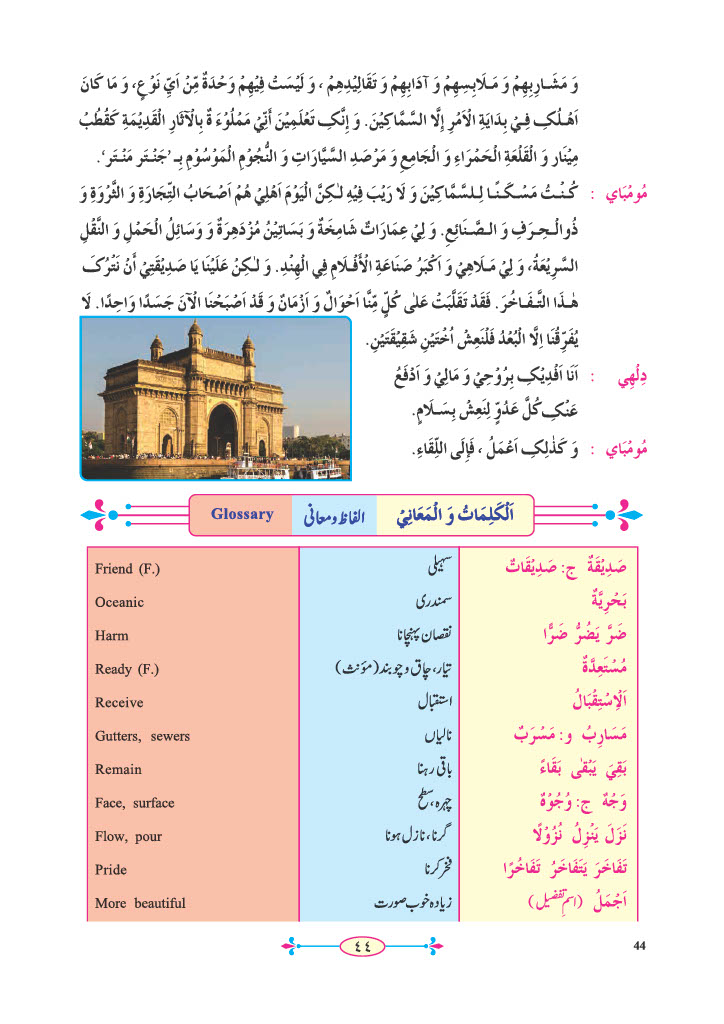 وَ مَشَارِبِهِمْ وَ مَلَابِسِهِمْ وَ آدَابِهِمْ وَ تَقَالِيْدِهِمْ ، وَ لَيْسَتْ فِيْهِمْ وَحْدَةٌ مِّنْ اَيِّ نَوْعٍ، وَ مَا كَانَ
اَهْلُكِ فِيْ بِدَايَةِ الْاَمْرِ إِلَّا السَّمَّاكِيْنَ. وَ إِنَّكِ تَعْلَمِيْنَ أَنِّيْ مَمْلُوْءَ ةٌ بِالْآثَارِ الْقَدِيْمَةِ كَقُطُبْ
مِيْنَار وَ الْقَلْعَةِ الْحَمْرَاءِ وَ الْجَامِعِ وَ مَرْصَدِ السَّيَّارَاتِ وَ النُّجُوْمِ الْمَوْسُوْمِ بِـ 'جَنْتَر مَنْتَر'.
مُومْبَاي : كُنْتُ مَسْكَنًا لِلسَّمَّاكِيْنَ وَ لَا رَيْبَ فِيْهِ لٰكِنَّ الْيَوْمَ اَهْلِيْ هُمْ اَصْحَابُ التِّجَارَةِ وَ الثَّرْوَةِ وَ
ذُوالْحِرَفِ وَ الصَّنَائِعِ. وَ لِيْ عِمَارَاتٌ شَامِخَةٌ وَ بَسَاتِيْنُ مُزْدَهِرَةٌ وَ وَسَائِلُ الْحَمْلِ وَ النَّقْلِ
السَّرِيْعَةُ، وَ لِيْ مَلَاهِيْ وَ اَكْبَرُ صَنَاعَةِ الْأَفْلَامِ فِي الْهِنْدِ. وَ لٰكِنْ عَلَيْنَا يَا صَدِيْقَتِيْ أَنْ نَتْرُكَ
هٰذَا التَّفَاخُرَ. فَقَدْ تَقَلَّبَتْ عَلٰى كُلٍّ مِنَّا اَحْوَالٌ وَ اَزْمَانٌ وَ قَدْ اَصْبَحْنَا الْآنَ جَسَدًا وَاحِدًا. لَا
يُفَرِّقُنَا اِلَّا الْبُعْدُ فَلْنَعِشْ اُخْتَيْنِ شَقِيْقَتَيْنِ.
دِلْهِي : اَنَا اَفْدِيْكِ بِرُوْحِيْ وَ مَالِيْ وَ اَدْفَعُ
عَنْكِ كُلَّ عَدُوٍّ لِنَعِشْ بِسَلَامٍ.
مُومْبَاي : وَ كَذٰلِكِ اَعْمَلُ ، فَإِلَى اللِّقَاءِ.
اَلْكَلِمَاتُ وَ الْمَعَانِيْ الفاظ و معانی Glossary
صَدِيْقَةٌ ج: صَدِيْقَاتٌ سہیلی Friend (F.)
بَحْرِيَّةٌ سمندری Oceanic
ضَرَّ يَضُرُّ ضَرًّا نقصان پہنچانا Harm
مُسْتَعِدَّةٌ تیار، چاق و چوبند (مؤنث) Ready (F.)
اَلْاِسْتِقْبَالُ استقبال Receive
مَسَارِبُ و: مَسْرَبٌ نالیاں Gutters, sewers
بَقِيَ يَبْقٰى بَقَاءً باقی رہنا Remain
وَجْهٌ ج: وُجُوْهٌ چہرہ، سطح Face, surface
نَزَلَ يَنْزِلُ نُزُوْلًا گرنا، نازل ہونا Flow, pour
تَفَاخَرَ يَتَفَاخَرُ تَفَاخُرًا فخر کرنا Pride
اَجْمَلُ (اسم تفضیل) زیادہ خوب صورت More beautiful
٤٤ 44